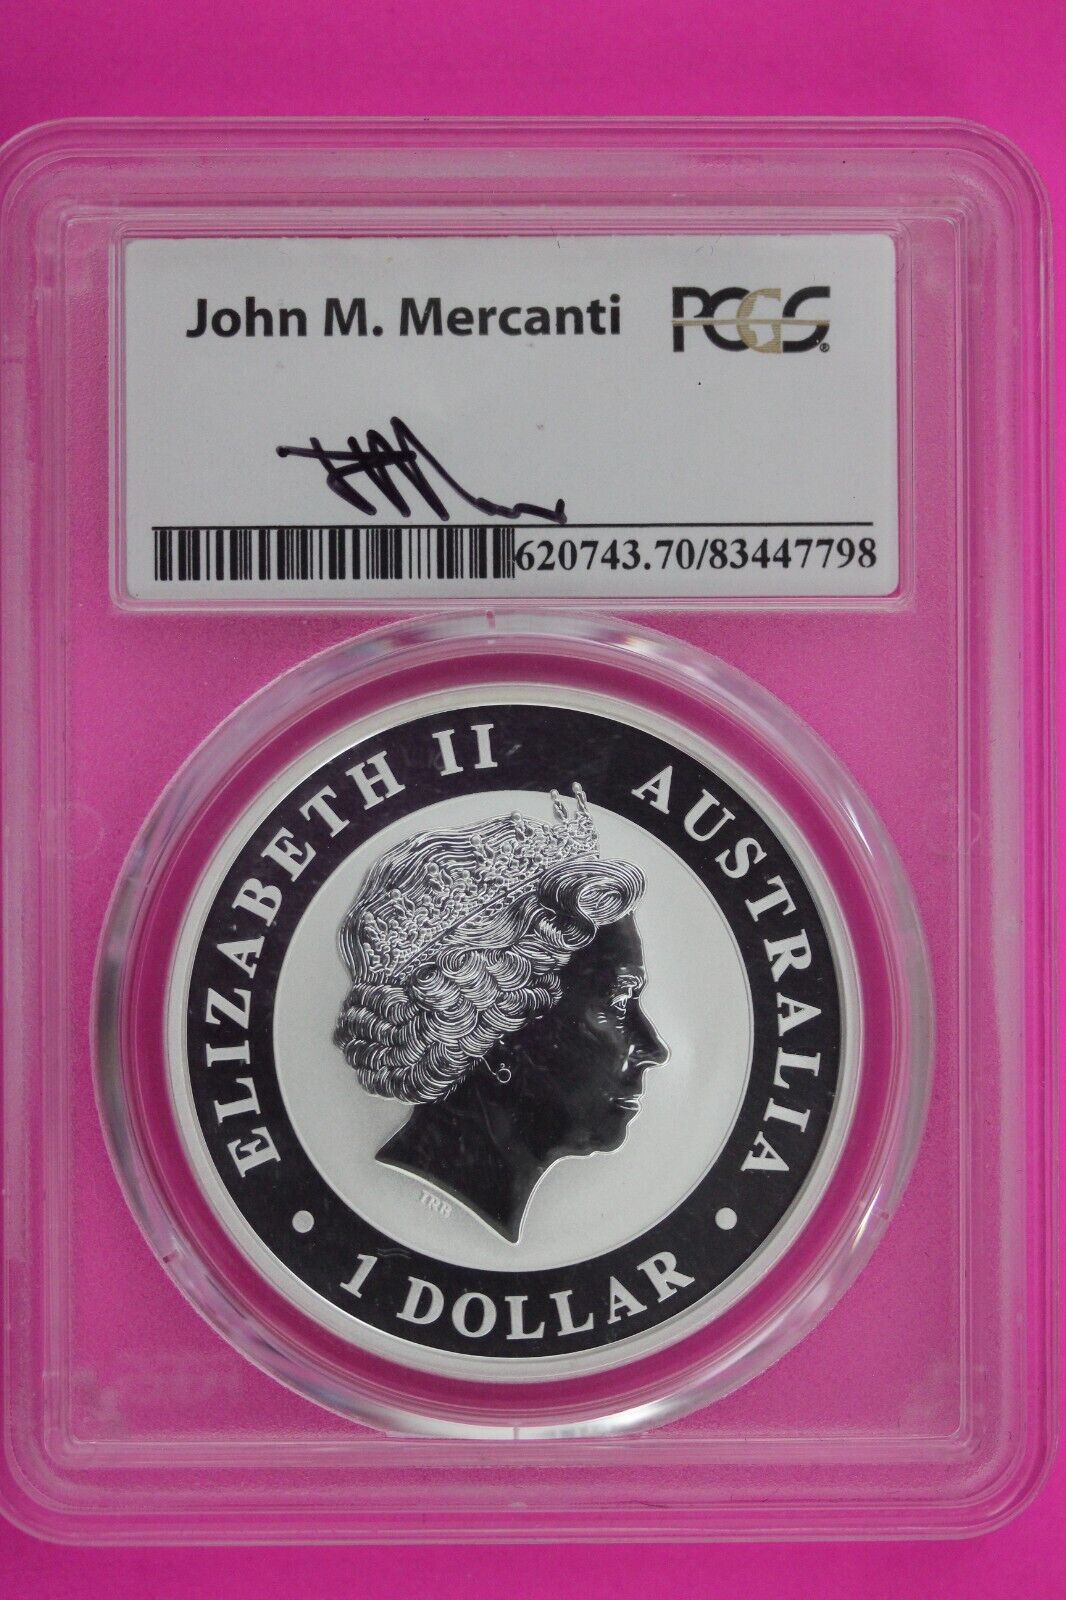 John M. Mercanti PCGS®
620743.70/83447798
ELIZABETH II AUSTRALIA
IRB
• 1 DOLLAR •